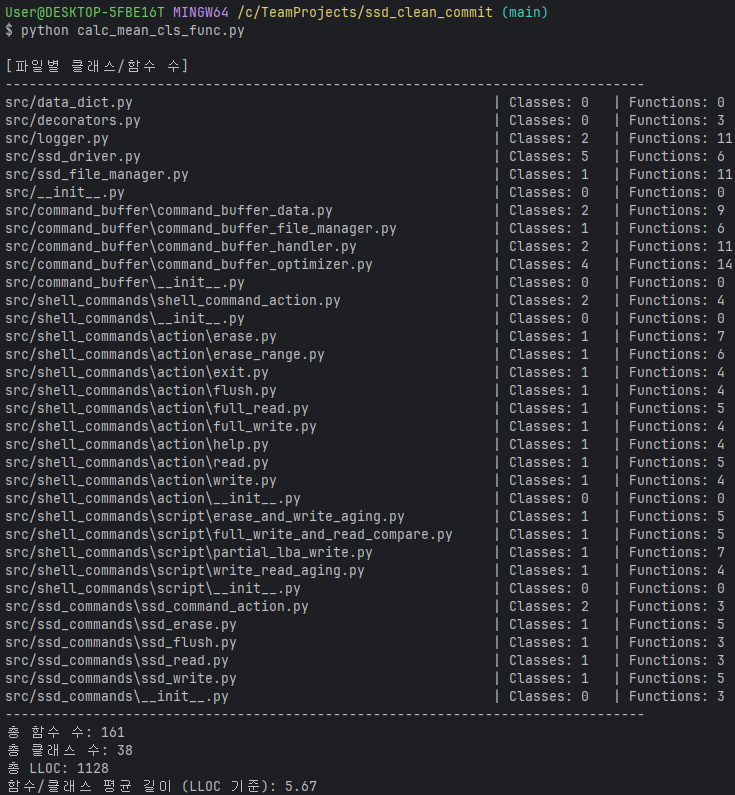 User@DESKTOP-5FBE16T MINGW64 /c/TeamProjects/ssd_clean_commit (main)
$ python calc_mean_cls_func.py
[파일별 클래스/함수 수]
--------------------------------------------------------------------------------
src/data_dict.py | Classes: 0 | Functions: 0
src/decorators.py | Classes: 0 | Functions: 3
src/logger.py | Classes: 2 | Functions: 11
src/ssd_driver.py | Classes: 5 | Functions: 6
src/ssd_file_manager.py | Classes: 1 | Functions: 11
src/__init__.py | Classes: 0 | Functions: 0
src/command_buffer\command_buffer_data.py | Classes: 2 | Functions: 9
src/command_buffer\command_buffer_file_manager.py | Classes: 1 | Functions: 6
src/command_buffer\command_buffer_handler.py | Classes: 2 | Functions: 11
src/command_buffer\command_buffer_optimizer.py | Classes: 4 | Functions: 14
src/command_buffer\__init__.py | Classes: 0 | Functions: 0
src/shell_commands\shell_command_action.py | Classes: 2 | Functions: 4
src/shell_commands\__init__.py | Classes: 0 | Functions: 0
src/shell_commands\action\erase.py | Classes: 1 | Functions: 7
src/shell_commands\action\erase_range.py | Classes: 1 | Functions: 6
src/shell_commands\action\exit.py | Classes: 1 | Functions: 4
src/shell_commands\action\flush.py | Classes: 1 | Functions: 4
src/shell_commands\action\full_read.py | Classes: 1 | Functions: 5
src/shell_commands\action\full_write.py | Classes: 1 | Functions: 4
src/shell_commands\action\help.py | Classes: 1 | Functions: 4
src/shell_commands\action\read.py | Classes: 1 | Functions: 5
src/shell_commands\action\write.py | Classes: 1 | Functions: 4
src/shell_commands\action\__init__.py | Classes: 0 | Functions: 0
src/shell_commands\script\erase_and_write_aging.py | Classes: 1 | Functions: 5
src/shell_commands\script\full_write_and_read_compare.py | Classes: 1 | Functions: 5
src/shell_commands\script\partial_lba_write.py | Classes: 1 | Functions: 7
src/shell_commands\script\write_read_aging.py | Classes: 1 | Functions: 4
src/shell_commands\script\__init__.py | Classes: 0 | Functions: 0
src/ssd_commands\ssd_command_action.py | Classes: 2 | Functions: 3
src/ssd_commands\ssd_erase.py | Classes: 1 | Functions: 5
src/ssd_commands\ssd_flush.py | Classes: 1 | Functions: 3
src/ssd_commands\ssd_read.py | Classes: 1 | Functions: 3
src/ssd_commands\ssd_write.py | Classes: 1 | Functions: 5
src/ssd_commands\__init__.py | Classes: 0 | Functions: 3
--------------------------------------------------------------------------------
총 함수 수: 161
총 클래스 수: 38
총 LLOC: 1128
함수/클래스 평균 길이 (LLOC 기준): 5.67